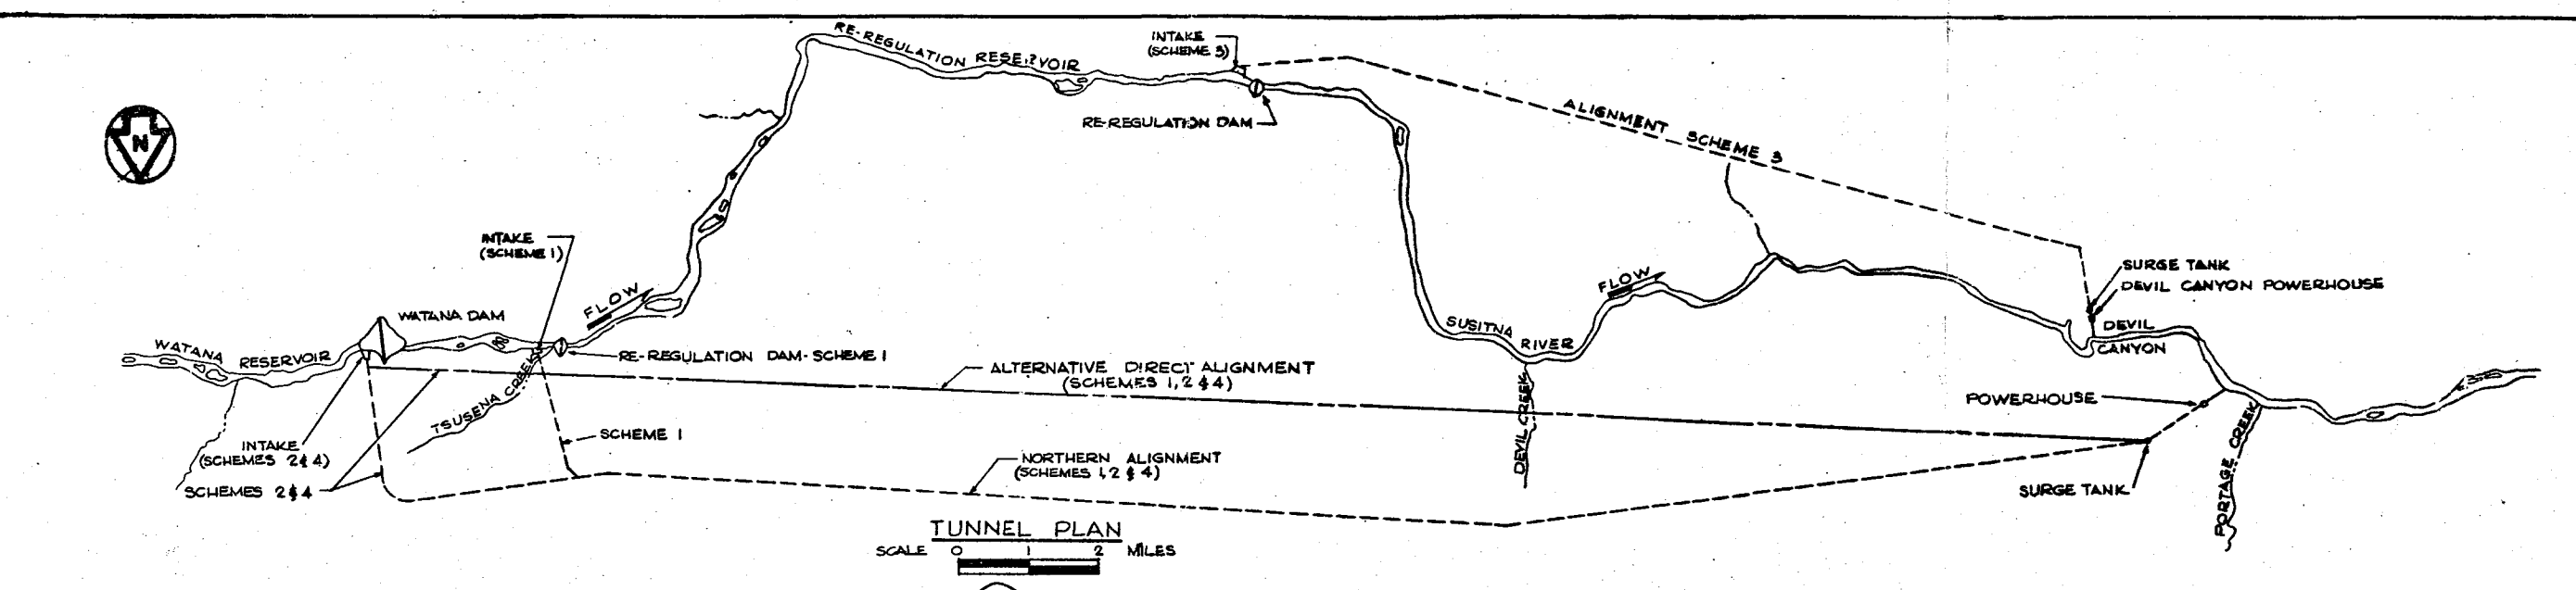 RE-REGULATION RESERVOIR
INTAKE
(SCHEME 3)
RE-REGULATION DAM
ALIGNMENT SCHEME 3
N
INTAKE
(SCHEME 1)
FLOW
WATANA DAM
WATANA RESERVOIR
RE-REGULATION DAM-SCHEME 1
TSUSENA CREEK
ALTERNATIVE DIRECT ALIGNMENT
(SCHEMES 1, 2 & 4)
SUSITNA RIVER
FLOW
SURGE TANK
DEVIL CANYON POWERHOUSE
DEVIL
CANYON
DEVIL CREEK
POWERHOUSE
PORTAGE CREEK
SURGE TANK
INTAKE
(SCHEMES 2 & 4)
SCHEMES 2 & 4
SCHEME 1
NORTHERN ALIGNMENT
(SCHEMES 1, 2 & 4)
TUNNEL PLAN
SCALE 0 1 2 MILES